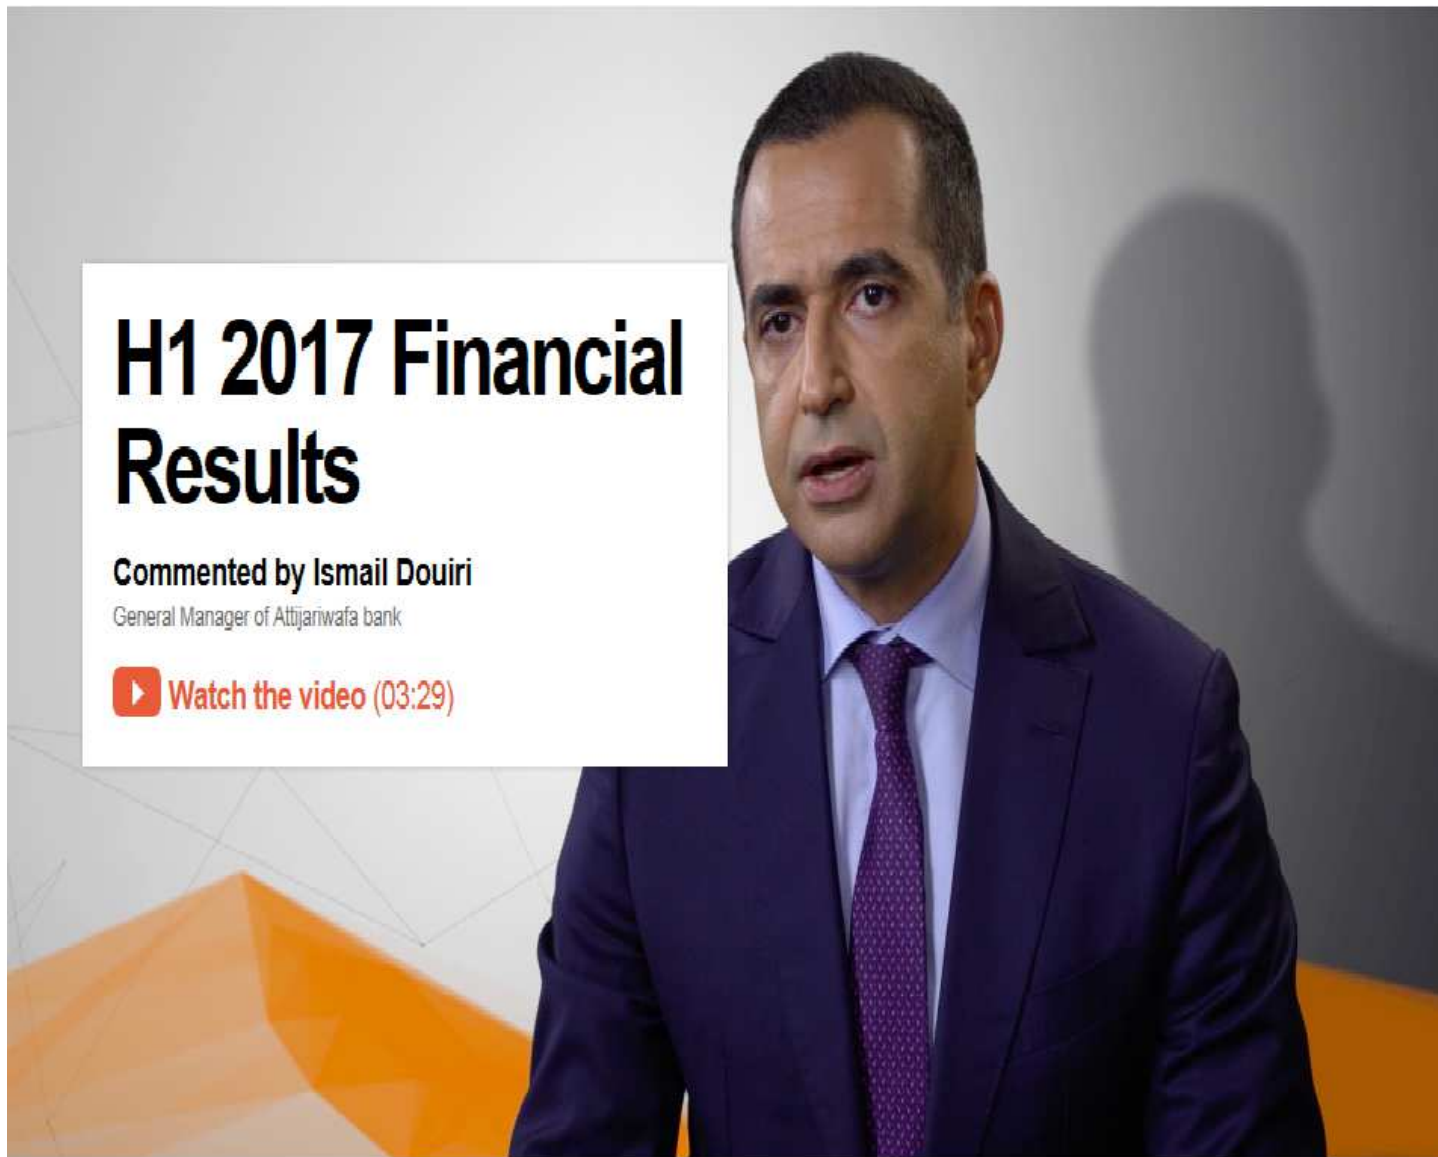 H1 2017 Financial
Results
Commented by Ismail Douiri
General Manager of Attijariwafa bank
Watch the video (03:29)